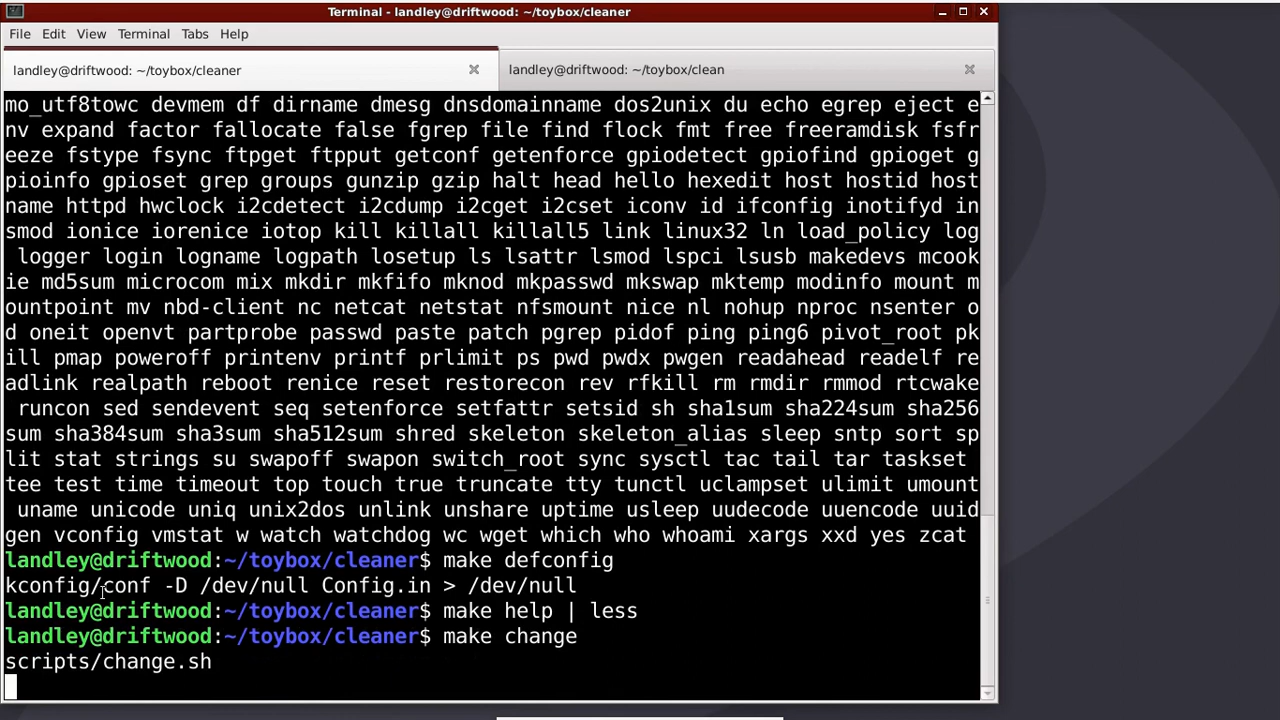 Terminal - landley@driftwood: ~/toybox/cleaner
File Edit View Terminal Tabs Help
landley@driftwood: ~/toybox/cleaner landley@driftwood: ~/toybox/clean
mo_utf8towc devmem df dirname dmesg dnsdomainname dos2unix du echo egrep eject e
nv expand factor fallocate false fgrep file find flock fmt free freeramdisk fsfr
eeze fstype fsync ftpget ftpput getconf getenforce gpiodetect gpiofind gpioget g
pioinfo gpioset grep groups gunzip gzip halt head hello hexedit host hostid host
name httpd hwclock i2cdetect i2cdump i2cget i2cset iconv id ifconfig inotifyd in
smod ionice iorenice iotop kill killall killall5 link linux32 ln load_policy log
 logger login logname logpath losetup ls lsattr lsmod lspci lsusb makedevs mcook
ie md5sum microcom mix mkdir mkfifo mknod mkpasswd mkswap mktemp modinfo mount m
ountpoint mv nbd-client nc netcat netstat nfsmount nice nl nohup nproc nsenter o
d oneit openvt partprobe passwd paste patch pgrep pidof ping ping6 pivot_root pk
ill pmap poweroff printenv printf prlimit ps pwd pwdx pwgen readahead readelf re
adlink realpath reboot renice reset restorecon rev rfkill rm rmdir rmmod rtcwake
 runcon sed sendevent seq setenforce setfattr setsid sh sha1sum sha224sum sha256
sum sha384sum sha3sum sha512sum shred skeleton skeleton_alias sleep sntp sort sp
lit stat strings su swapoff swapon switch_root sync sysctl tac tail tar taskset
tee test time timeout top touch true truncate tty tunctl uclampset ulimit umount
 uname unicode uniq unix2dos unlink unshare uptime usleep uudecode uuencode uuid
gen vconfig vmstat w watch watchdog wc wget which who whoami xargs xxd yes zcat
landley@driftwood:~/toybox/cleaner$ make defconfig
kconfig/conf -D /dev/null Config.in > /dev/null
landley@driftwood:~/toybox/cleaner$ make help | less
landley@driftwood:~/toybox/cleaner$ make change
scripts/change.sh